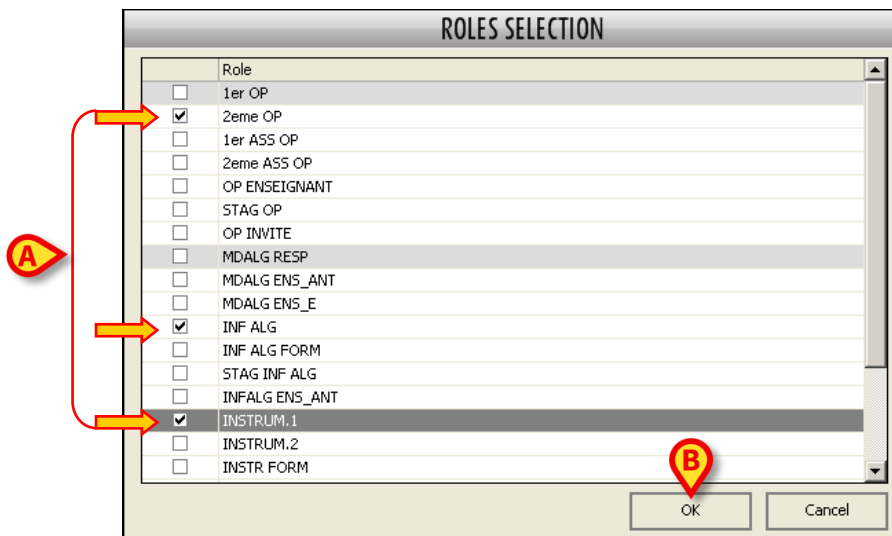 ROLES SELECTION
Role
1er OP
2eme OP
1er ASS OP
2eme ASS OP
OP ENSEIGNANT
STAG OP
OP INVITE
A
MDALG RESP
MDALG ENS_ANT
MDALG ENS_E
INF ALG
INF ALG FORM
STAG INF ALG
INFALG ENS_ANT
INSTRUM.1
INSTRUM.2
INSTR FORM
B
OK
Cancel